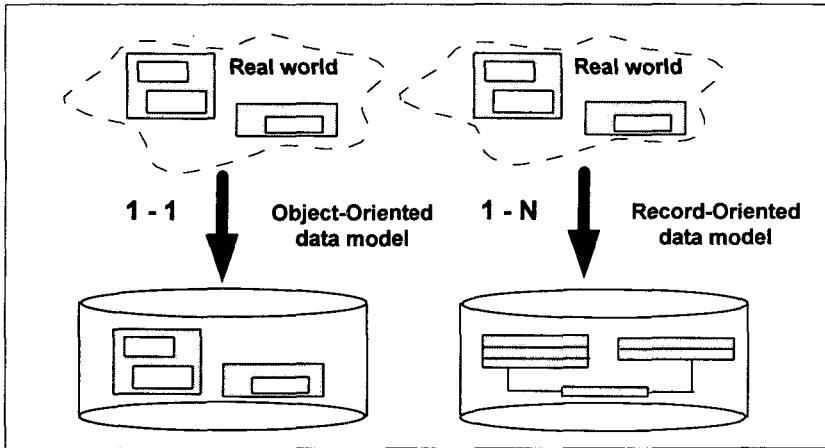 Real world
Real world
1 - 1
Object-Oriented
data model
1 - N
Record-Oriented
data model